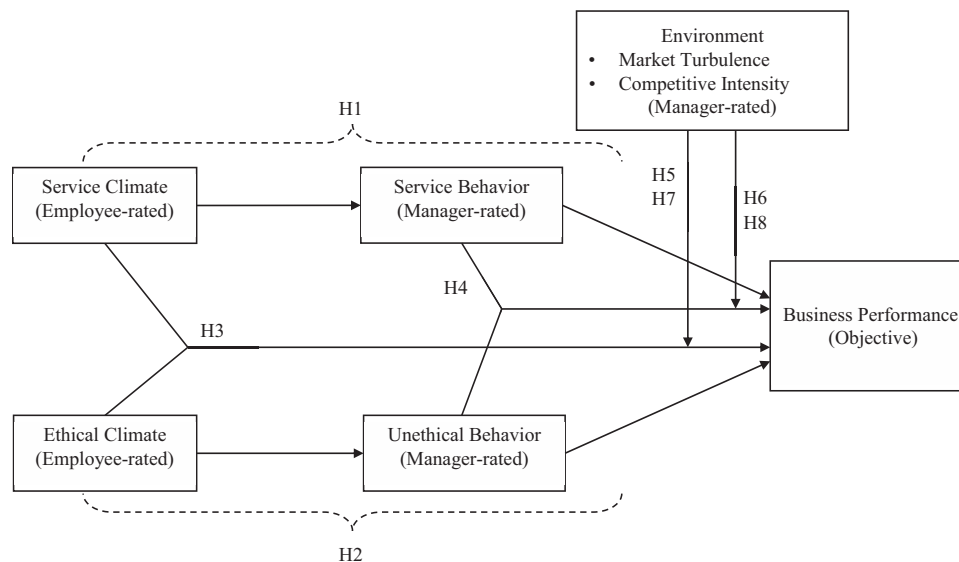 Environment
• Market Turbulence
• Competitive Intensity
(Manager-rated)
H1
H5
H7
H6
H8
Service Climate
(Employee-rated)
Service Behavior
(Manager-rated)
H4
H3
Business Performance
(Objective)
Ethical Climate
(Employee-rated)
Unethical Behavior
(Manager-rated)
H2